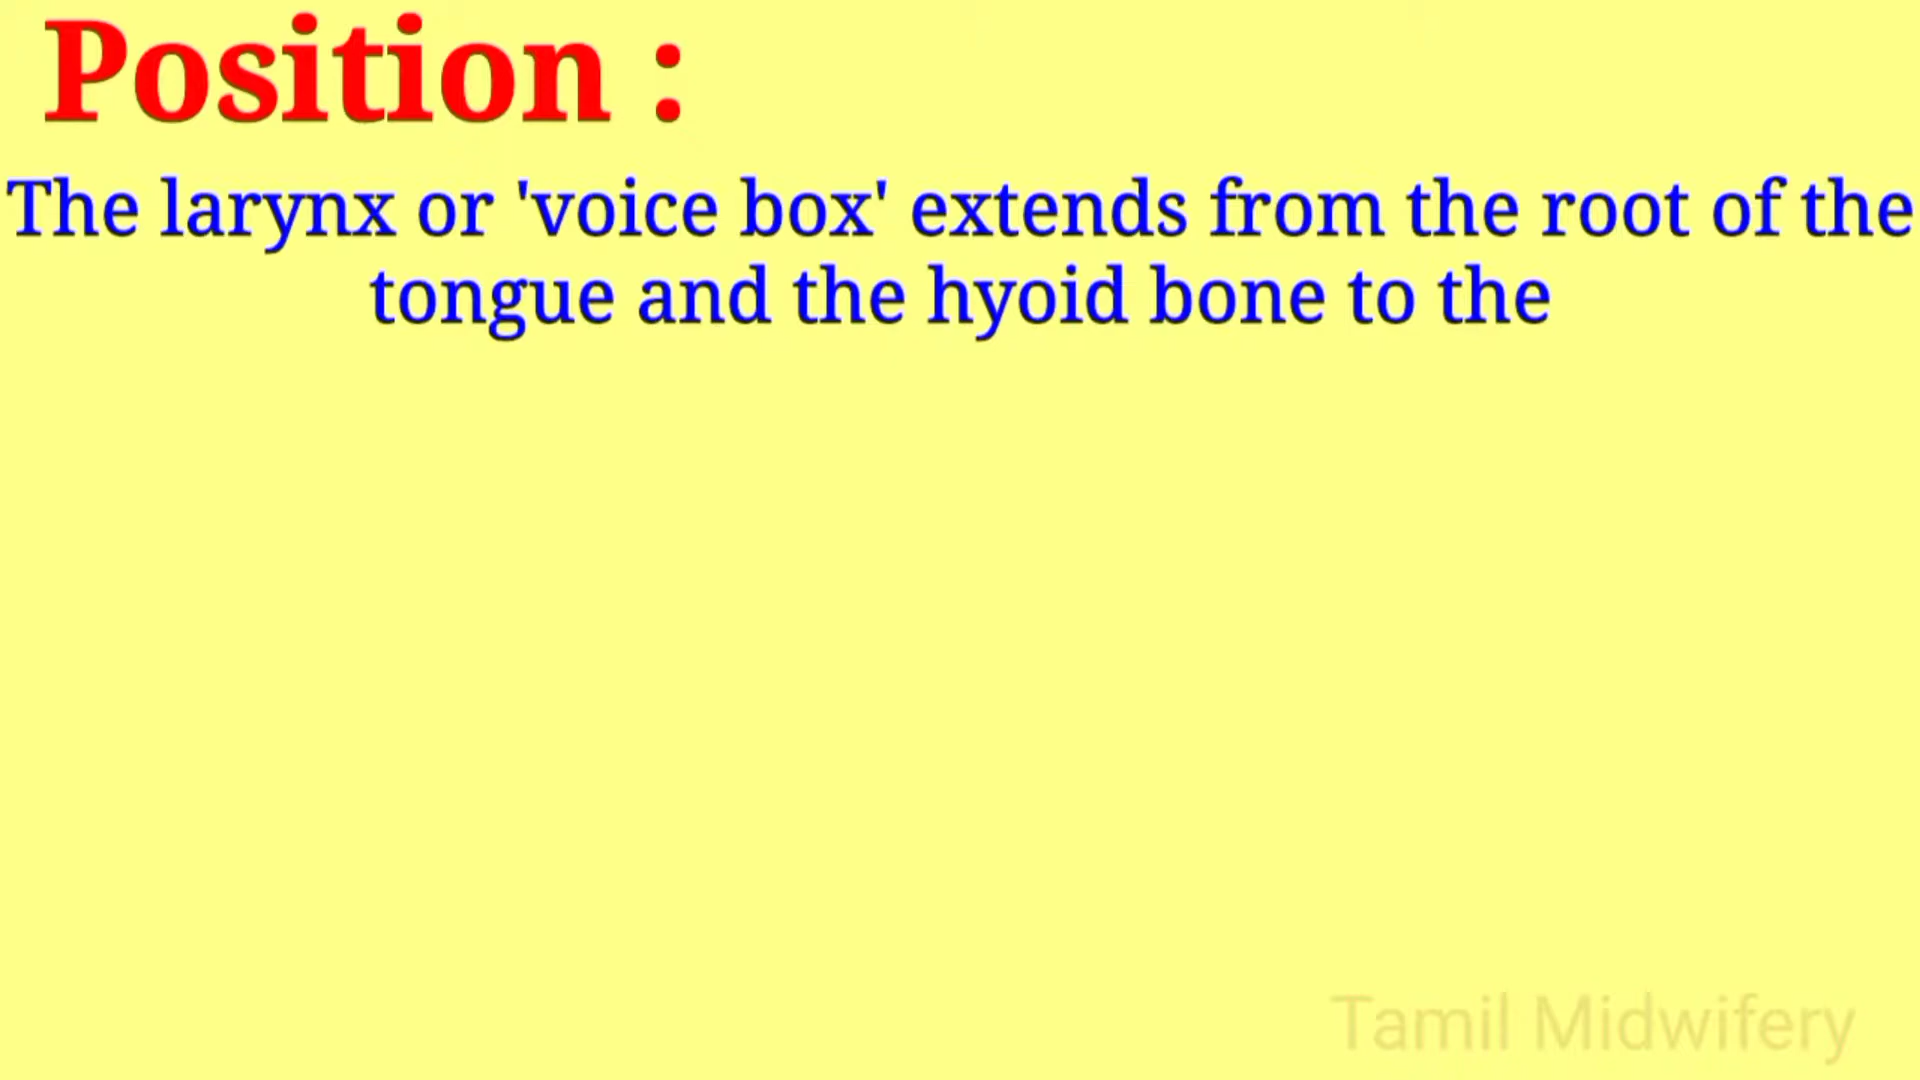 Position :
The larynx or 'voice box' extends from the root of the
tongue and the hyoid bone to the
Tamil Midwifery